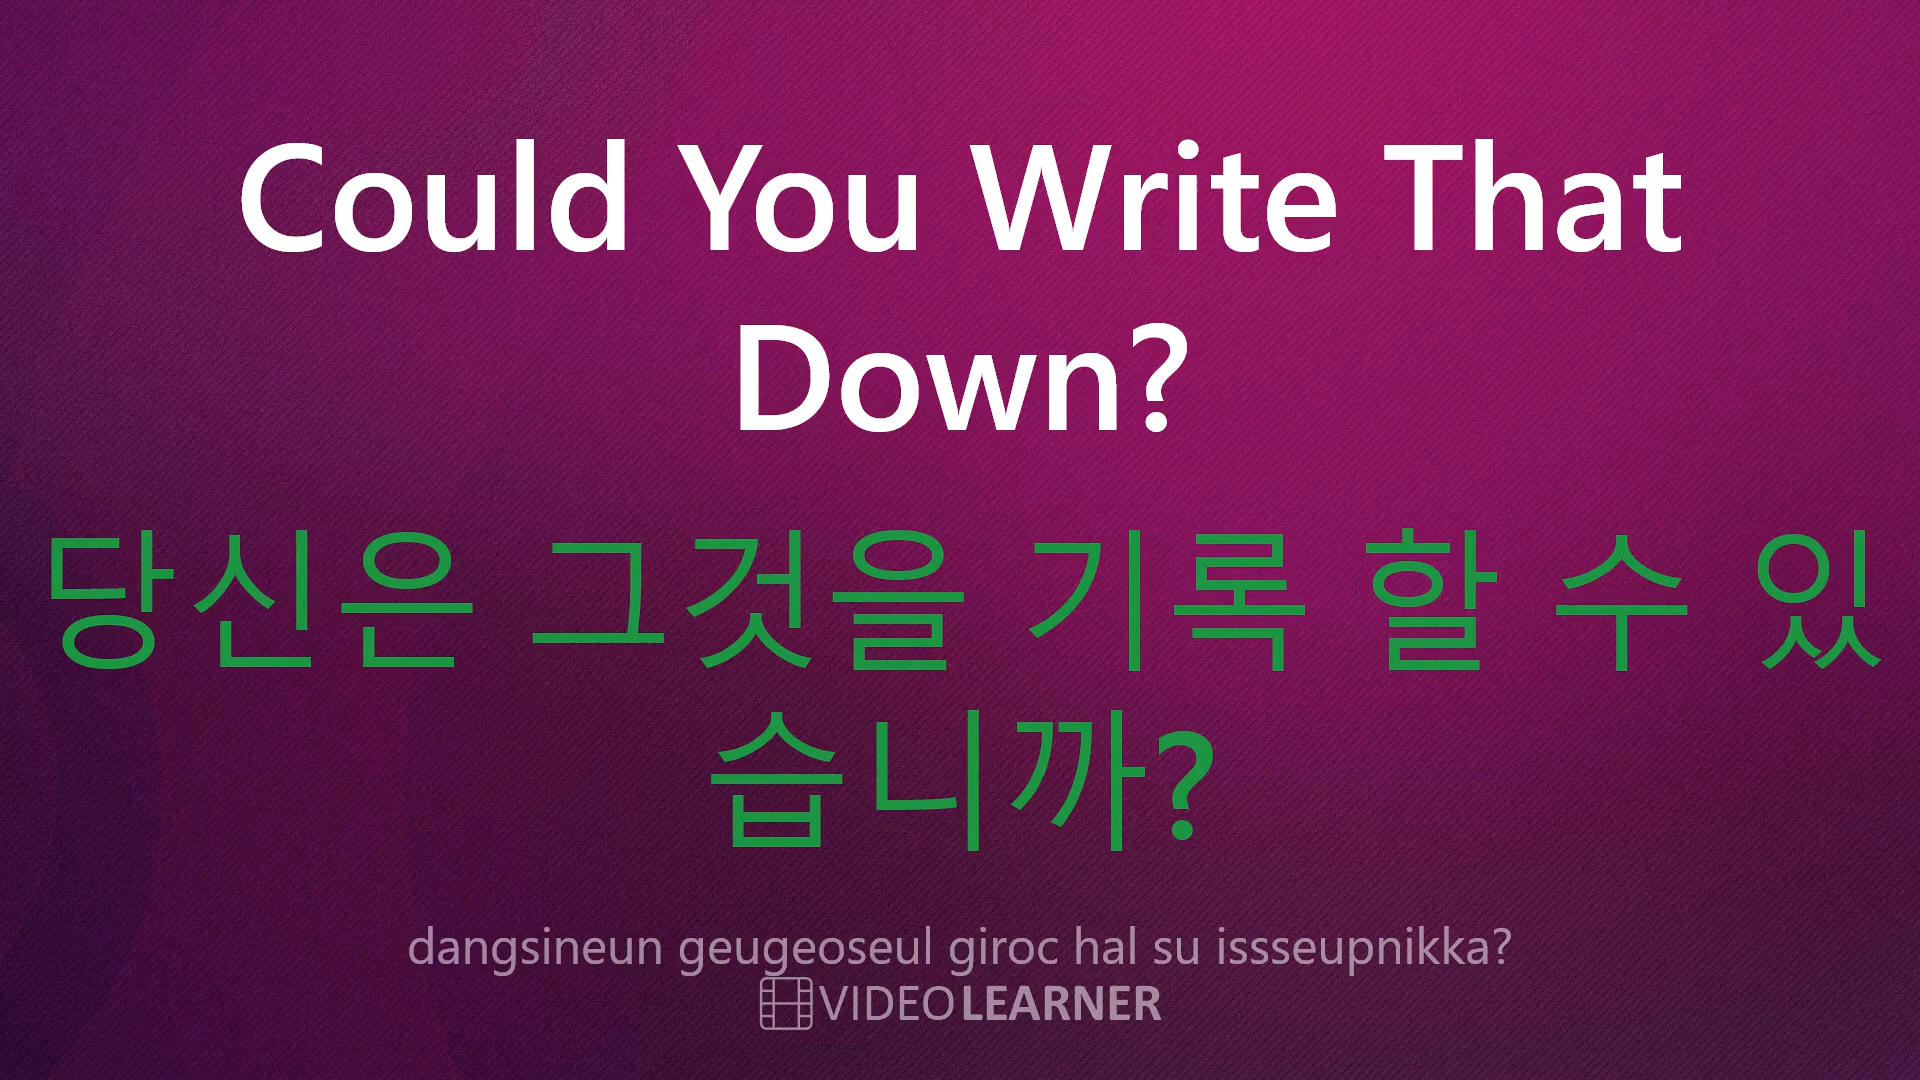 Could You Write That
Down?
당신은 그것을 기록 할 수 있
습니까?
dangsineun geugeoseul giroc hal su issseupnikka?
VIDEOLEARNER